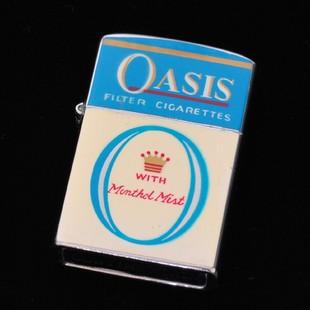 OASIS
FILTER CIGARETTES
WITH
Menthol Mist